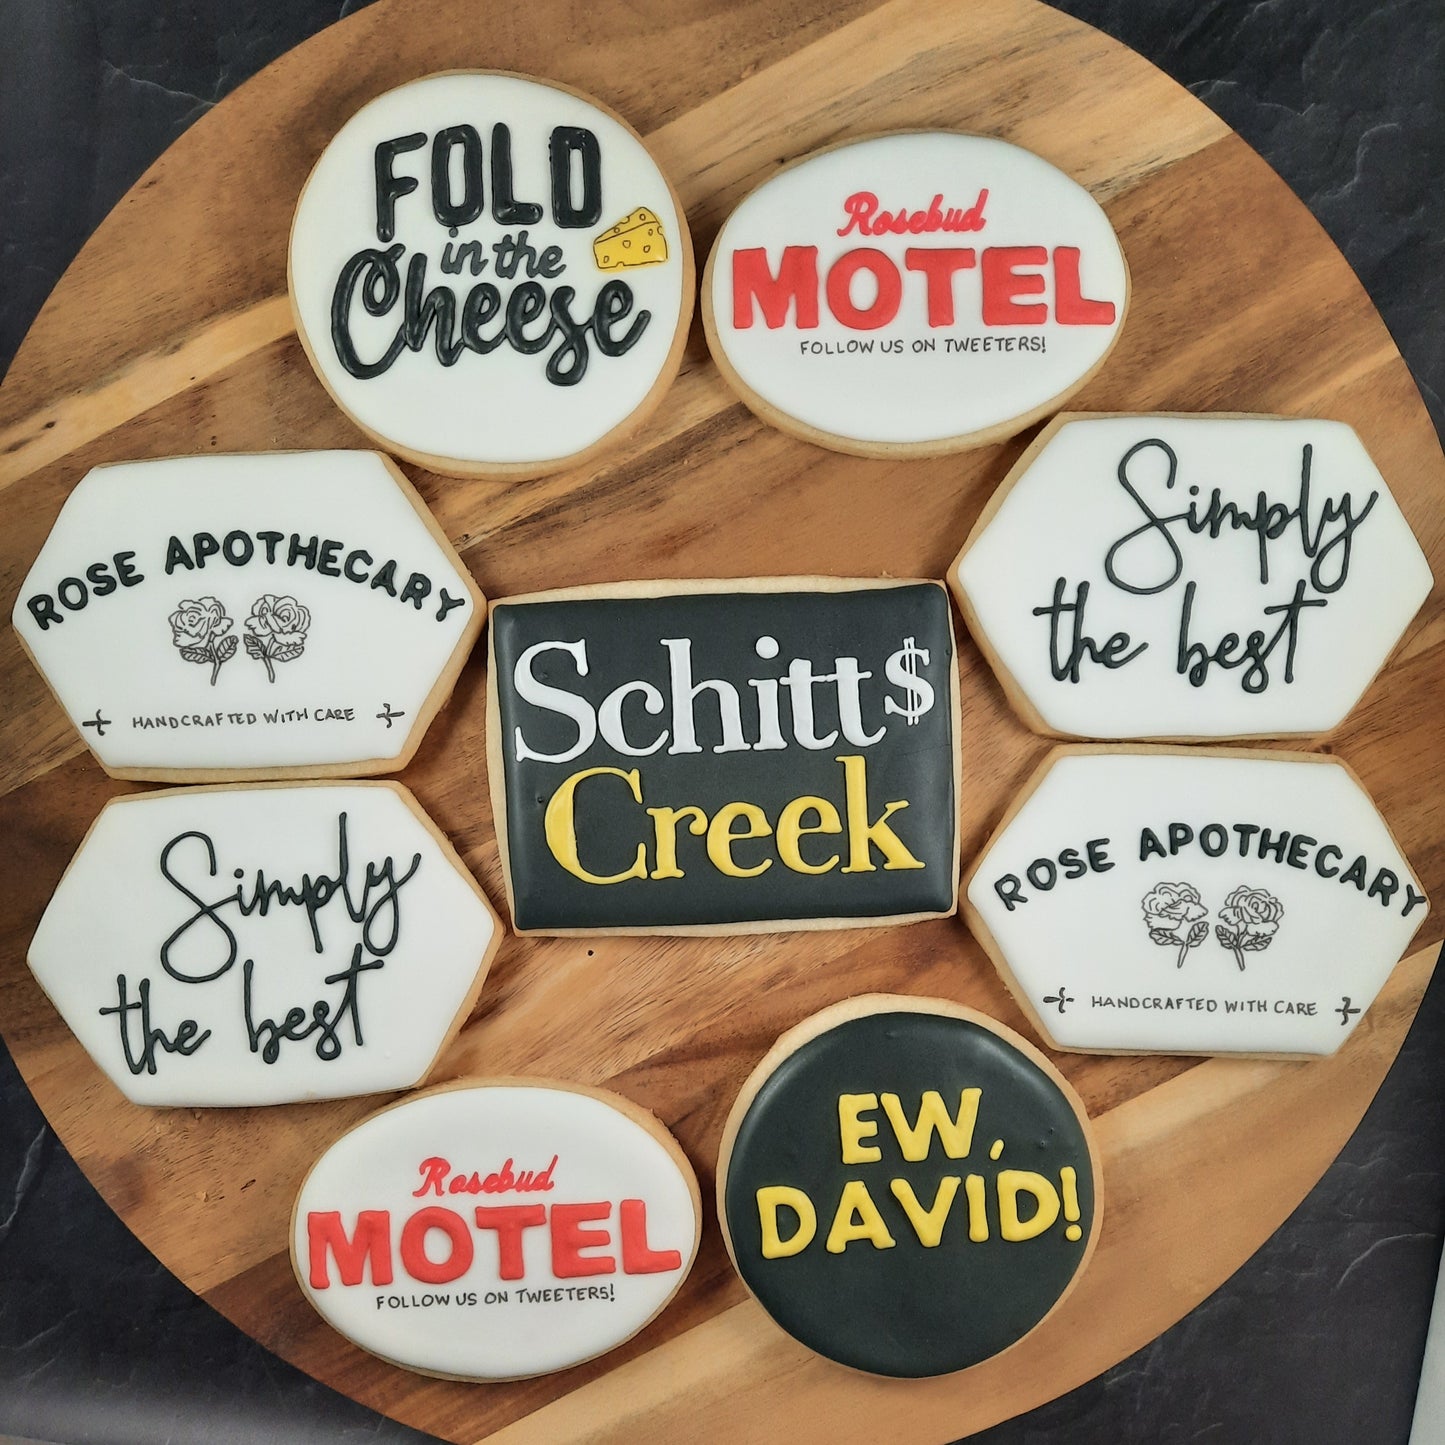 FOLD
in the
Cheese
Rosebud
MOTEL
FOLLOW US ON TWEETERS!
ROSE APOTHECARY
HANDCRAFTED WITH CARE
Simply
the best
Schitt$
Creek
Simply
the best
ROSE APOTHECARY
HANDCRAFTED WITH CARE
Rosebud
MOTEL
FOLLOW US ON TWEETERS!
EW,
DAVID!